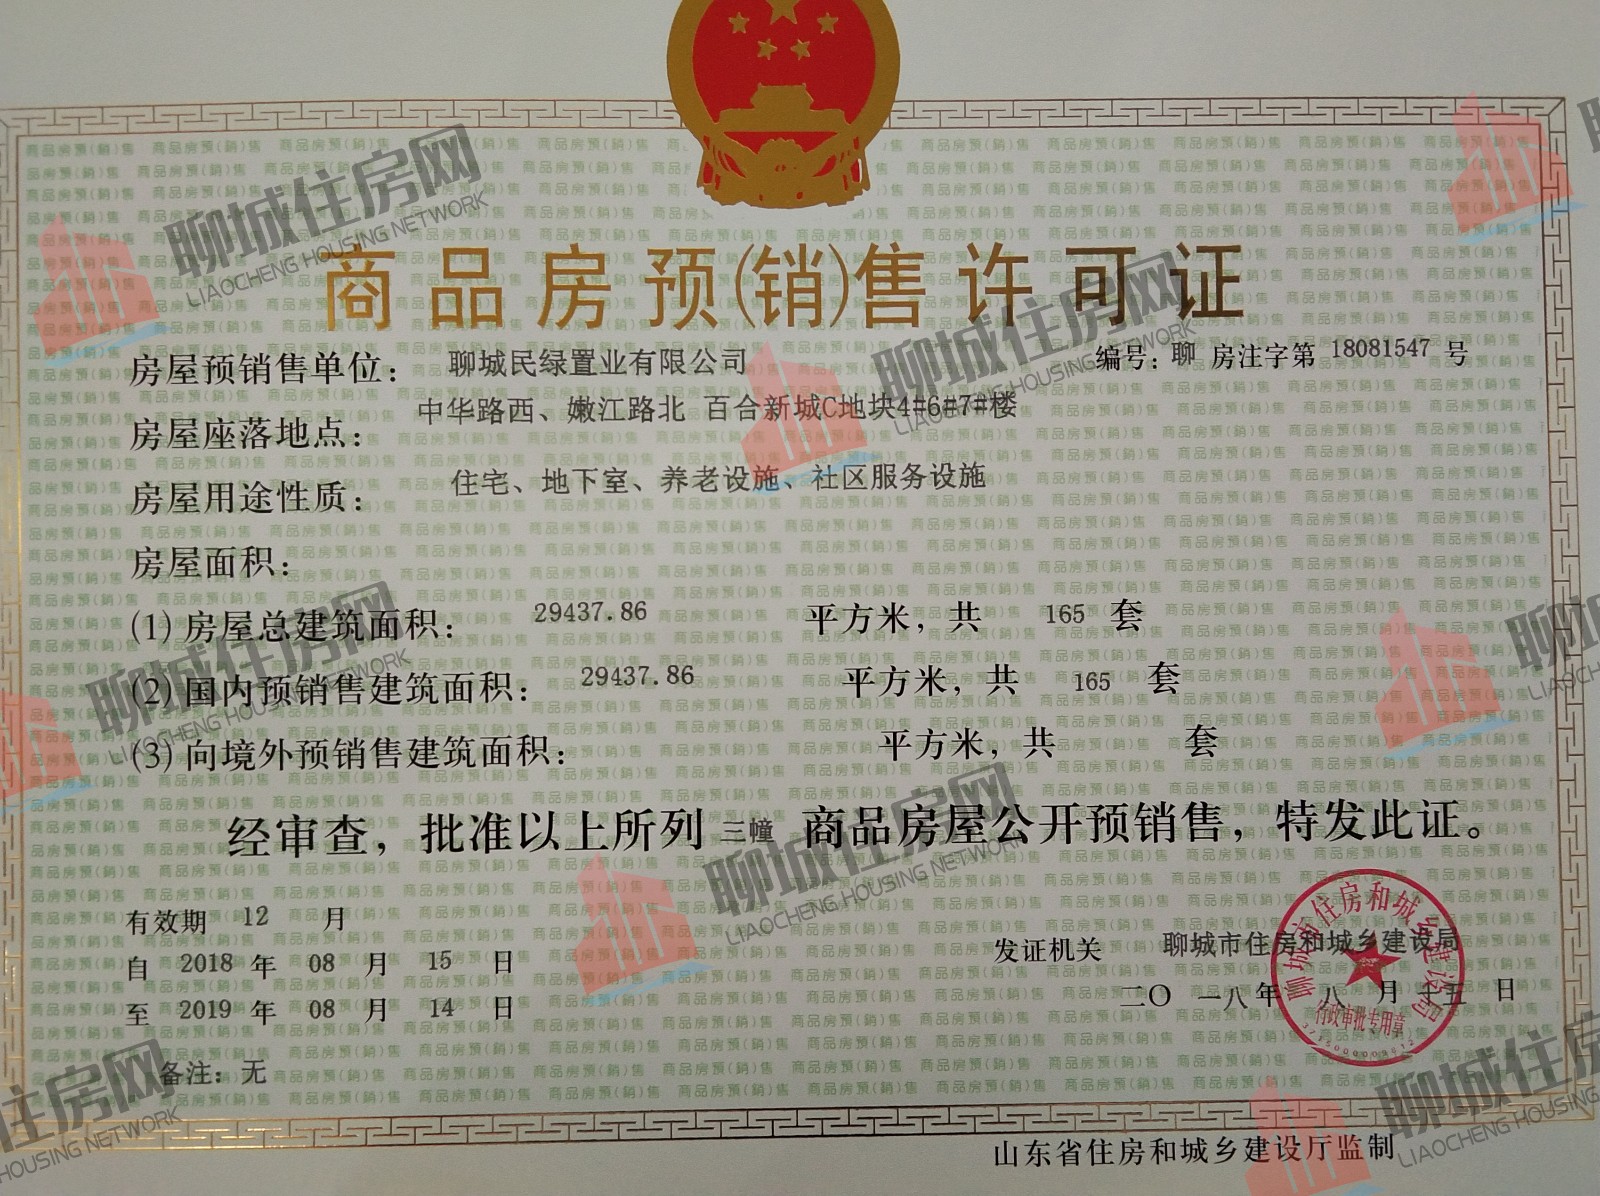 商品房预(销)售许可证
房屋预销售单位： 聊城民绿置业有限公司 编号：聊 房注字第 18081547 号
房屋座落地点： 中华路西、嫩江路北 百合新城C地块4#6#7#楼
房屋用途性质： 住宅、地下室、养老设施、社区服务设施
房屋面积：
(1) 房屋总建筑面积： 29437.86 平方米，共 165 套
(2) 国内预销售建筑面积： 29437.86 平方米，共 165 套
(3) 向境外预销售建筑面积： 平方米，共 套
经审查，批准以上所列 三幢 商品房屋公开预销售，特发此证。
有效期 12 月
自 2018 年 08 月 15 日
至 2019 年 08 月 14 日
备注：无
发证机关 聊城市住房和城乡建设局
二〇一八年 八 月 十五 日
聊城市住房和城乡建设局
行政审批专用章
山东省住房和城乡建设厅监制
聊城住房网
LIAOCHENG HOUSING NETWORK